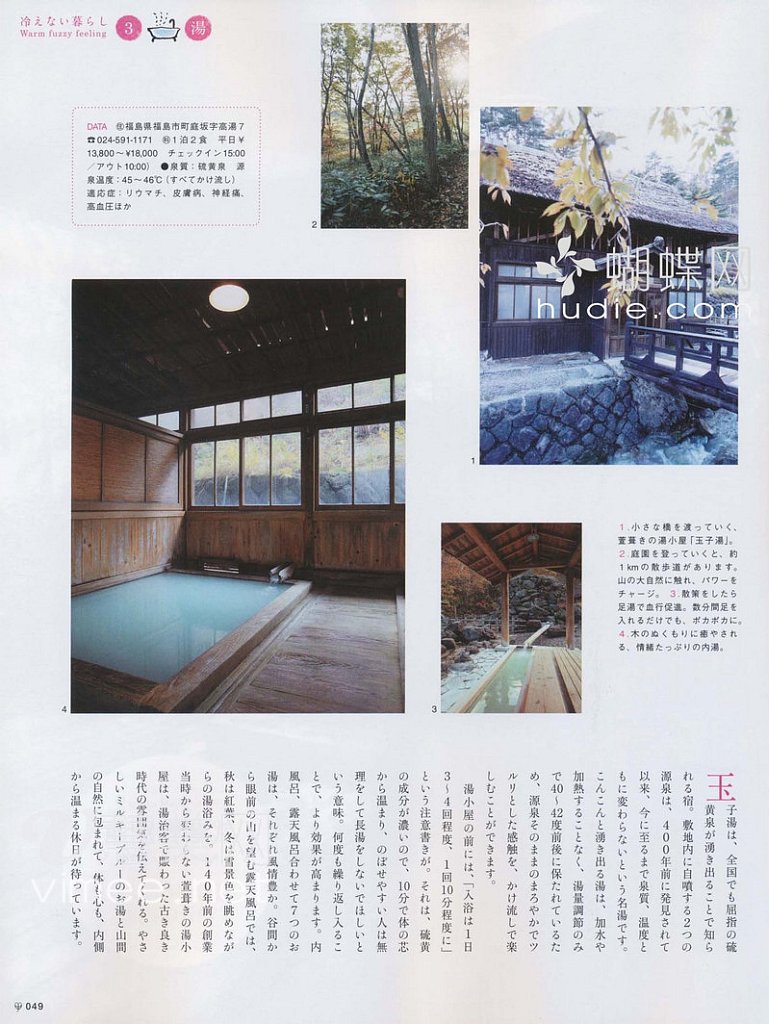 冷えない暮らし
Warm fuzzy feeling
3
湯
DATA ㊟福島県福島市町庭坂字高湯7
☎024-591-1171 ㊕1泊2食 平日¥
13,800〜¥18,000 チェックイン15:00
/アウト10:00) ●泉質:硫黄泉 源
泉温度:45〜46℃(すべてかけ流し)
適応症:リウマチ、皮膚病、神経痛、
高血圧ほか
2
蝴蝶网
hudie.com
1
4
3
1.小さな橋を渡っていく、
萱葺きの湯小屋「玉子湯」。
2.庭園を登っていくと、約
1kmの散歩道があります。
山の大自然に触れ、パワーを
チャージ。 3.散策をしたら
足湯で血行促進。数分間足を
入れるだけでも、ポカポカに。
4.木のぬくもりに癒やされ
る、情緒たっぷりの内湯。
玉子湯は、全国でも屈指の硫
黄泉が湧き出ることで知ら
れる宿。敷地内に自噴する2つの
源泉は、400年前に発見されて
以来、今に至るまで泉質、温度と
もに変わらないという名湯です。
こんこんと湧き出る湯は、加水や
加熱することなく、湯量調節のみ
で40〜42度前後に保たれているた
め、源泉そのままのまろやかでツ
ルリとした感触を、かけ流しで楽
しむことができます。
湯小屋の前には、「入浴は1日
3〜4回程度、1回10分程度に」
という注意書きが。それは、硫黄
の成分が濃いので、10分で体の芯
から温まり、のぼせやすい人は無
理をして長湯をしないでほしいと
いう意味。何度も繰り返し入るこ
とで、より効果が高まります。内
風呂、露天風呂合わせて7つのお
湯は、それぞれ風情豊か。谷間か
ら眼前の山を望む露天風呂では、
秋は紅葉、冬は雪景色を眺めなが
らの湯浴みを。140年前の創業
当時から変わらない萱葺きの湯小
屋は、湯治客で賑わった古き良き
時代の雰囲気を伝えている。やさ
しいミルキーブルーのお湯と山間
の自然に包まれて、体も心も、内側
から温まる休日が待っています。
049